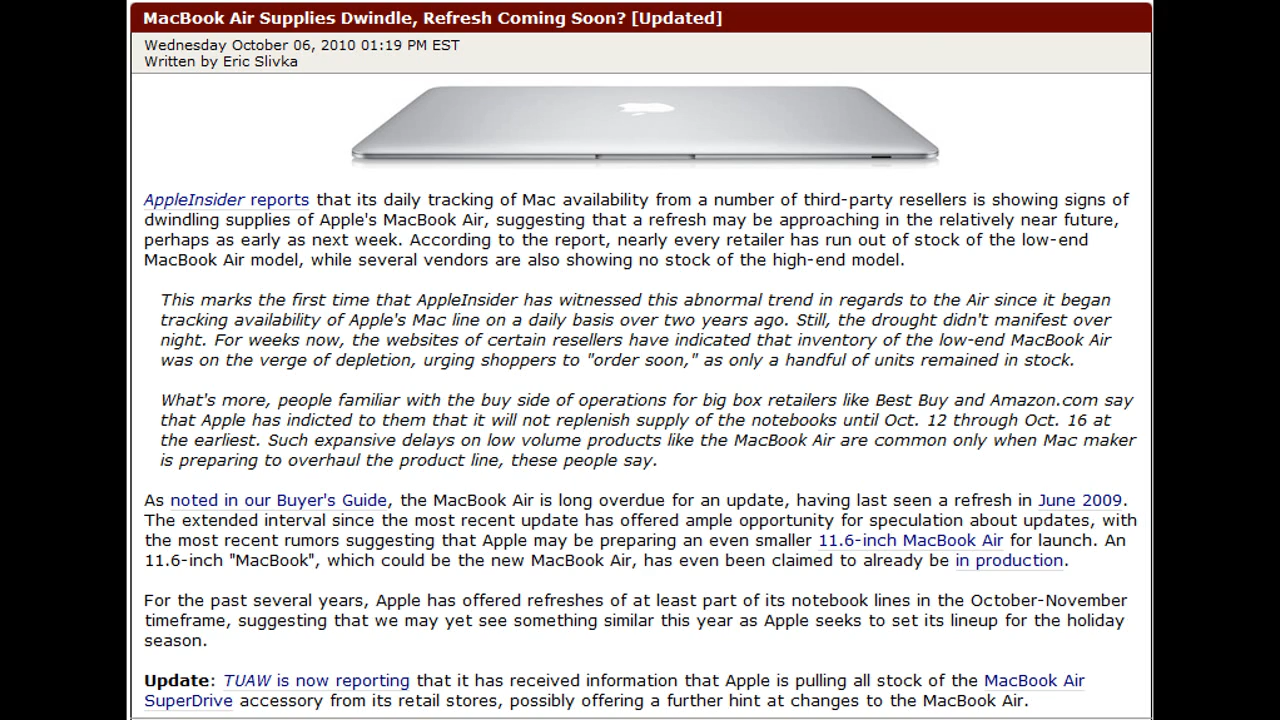 MacBook Air Supplies Dwindle, Refresh Coming Soon? [Updated]
Wednesday October 06, 2010 01:19 PM EST
Written by Eric Slivka
AppleInsider reports that its daily tracking of Mac availability from a number of third-party resellers is showing signs of
dwindling supplies of Apple's MacBook Air, suggesting that a refresh may be approaching in the relatively near future,
perhaps as early as next week. According to the report, nearly every retailer has run out of stock of the low-end
MacBook Air model, while several vendors are also showing no stock of the high-end model.
This marks the first time that AppleInsider has witnessed this abnormal trend in regards to the Air since it began
tracking availability of Apple's Mac line on a daily basis over two years ago. Still, the drought didn't manifest over
night. For weeks now, the websites of certain resellers have indicated that inventory of the low-end MacBook Air
was on the verge of depletion, urging shoppers to "order soon," as only a handful of units remained in stock.
What's more, people familiar with the buy side of operations for big box retailers like Best Buy and Amazon.com say
that Apple has indicted to them that it will not replenish supply of the notebooks until Oct. 12 through Oct. 16 at
the earliest. Such expansive delays on low volume products like the MacBook Air are common only when Mac maker
is preparing to overhaul the product line, these people say.
As noted in our Buyer's Guide, the MacBook Air is long overdue for an update, having last seen a refresh in June 2009.
The extended interval since the most recent update has offered ample opportunity for speculation about updates, with
the most recent rumors suggesting that Apple may be preparing an even smaller 11.6-inch MacBook Air for launch. An
11.6-inch "MacBook", which could be the new MacBook Air, has even been claimed to already be in production.
For the past several years, Apple has offered refreshes of at least part of its notebook lines in the October-November
timeframe, suggesting that we may yet see something similar this year as Apple seeks to set its lineup for the holiday
season.
Update: TUAW is now reporting that it has received information that Apple is pulling all stock of the MacBook Air
SuperDrive accessory from its retail stores, possibly offering a further hint at changes to the MacBook Air.